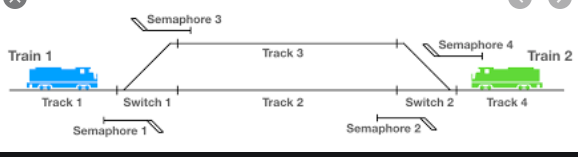 Semaphore 3
Train 1
Track 3
Semaphore 4
Train 2
Track 1
Switch 1
Track 2
Switch 2
Track 4
Semaphore 1
Semaphore 2